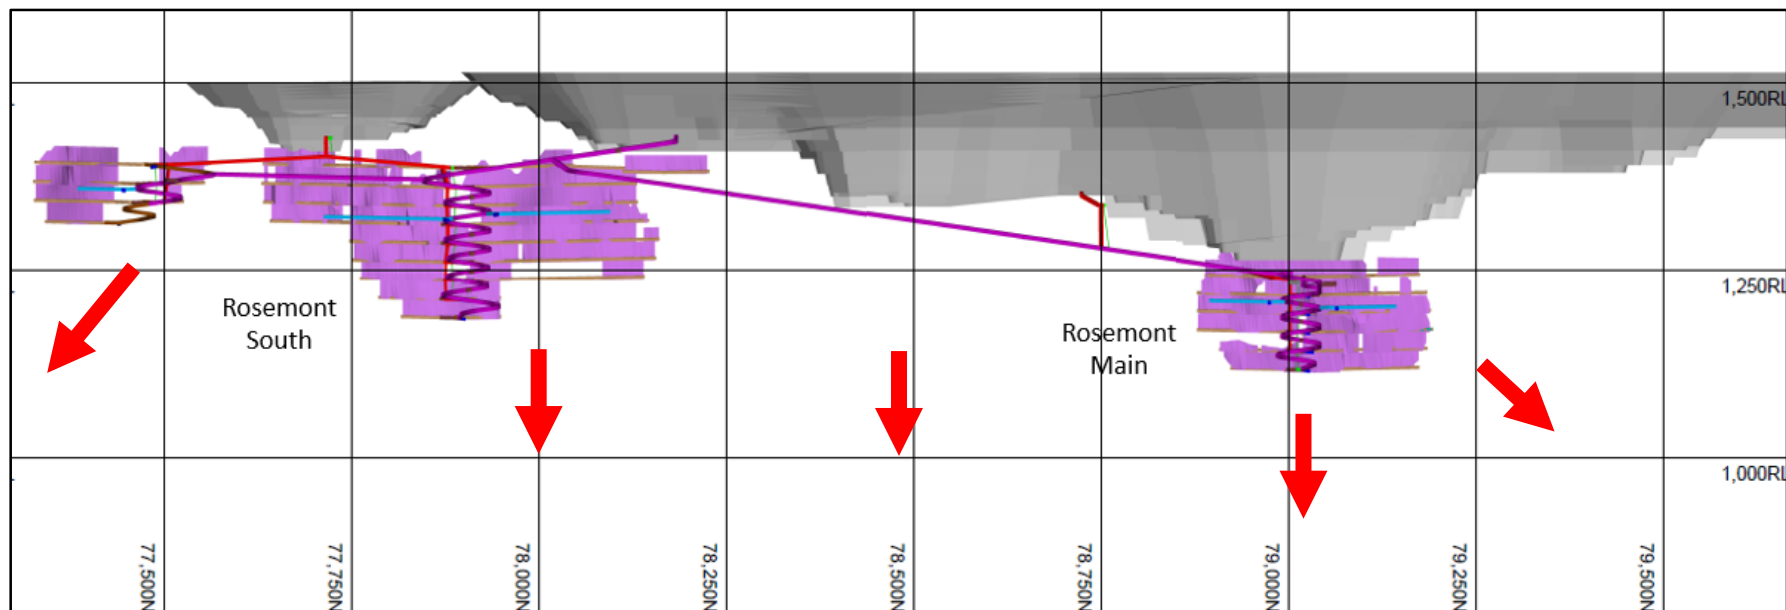 1,500RL
1,250RL
Rosemont
South
Rosemont
Main
1,000RL
77,500N
77,750N
78,000N
78,250N
78,500N
78,750N
79,000N
79,250N
79,500N